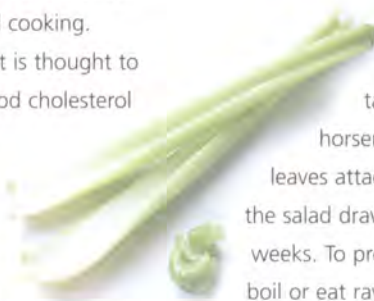 cooking.
t is thought to
od cholesterol
ta
horser
leaves attac
the salad draw
weeks. To pre
boil or eat raw